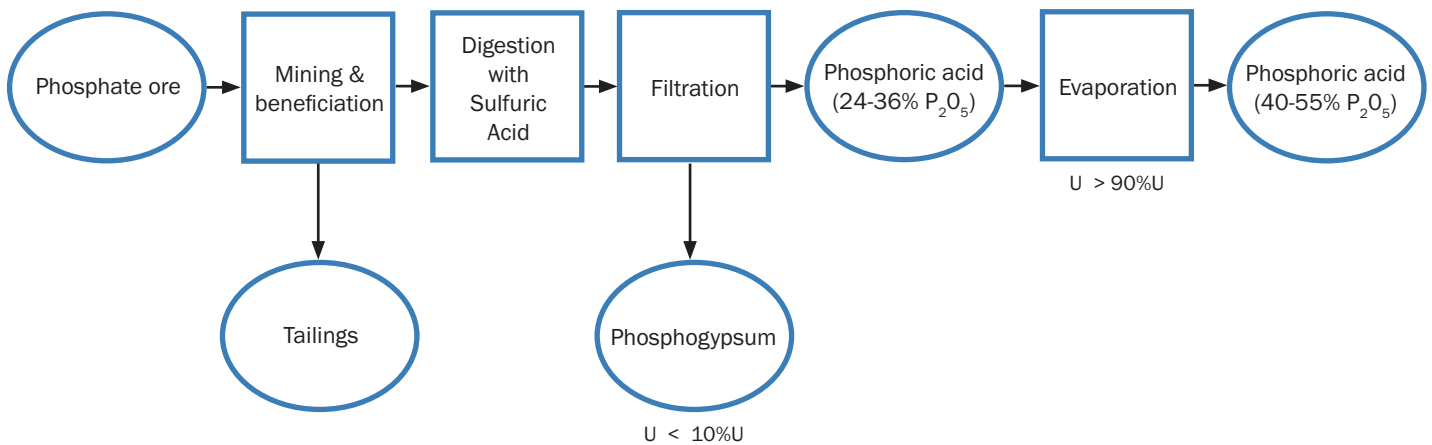 Phosphate ore
Mining &
beneficiation
Digestion
with
Sulfuric
Acid
Filtration
Phosphoric acid
(24-36% P₂O₅)
Evaporation
Phosphoric acid
(40-55% P₂O₅)
U > 90%U
Tailings
Phosphogypsum
U < 10%U